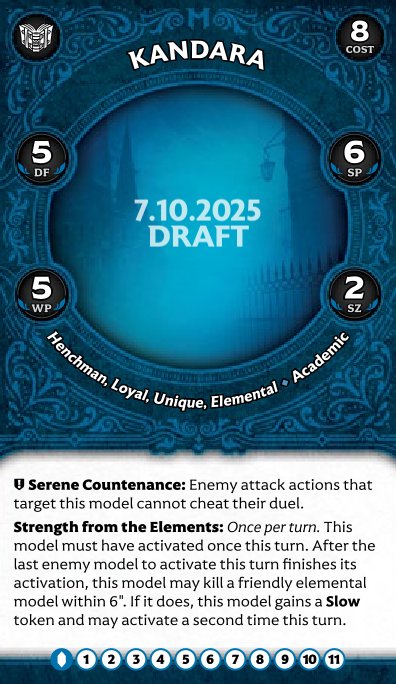 KANDARA
8
COST
5
DF
6
SP
7.10.2025
DRAFT
5
WP
2
SZ
Henchman, Loyal, Unique, Elemental • Academic
Serene Countenance: Enemy attack actions that
target this model cannot cheat their duel.
Strength from the Elements: Once per turn. This
model must have activated once this turn. After the
last enemy model to activate this turn finishes its
activation, this model may kill a friendly elemental
model within 6". If it does, this model gains a Slow
token and may activate a second time this turn.
1 2 3 4 5 6 7 8 9 10 11